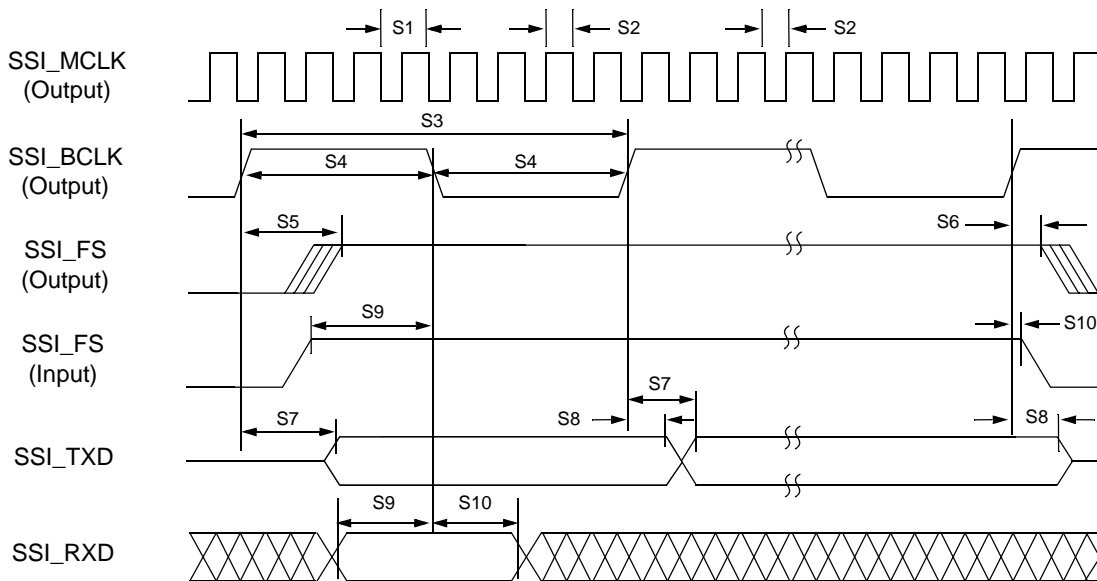 S1
S2
S2
SSI_MCLK
(Output)
S3
SSI_BCLK
(Output)
S4
S4
S5
S6
SSI_FS
(Output)
S9
S10
SSI_FS
(Input)
S7
S8
S7
S8
SSI_TXD
S9
S10
SSI_RXD